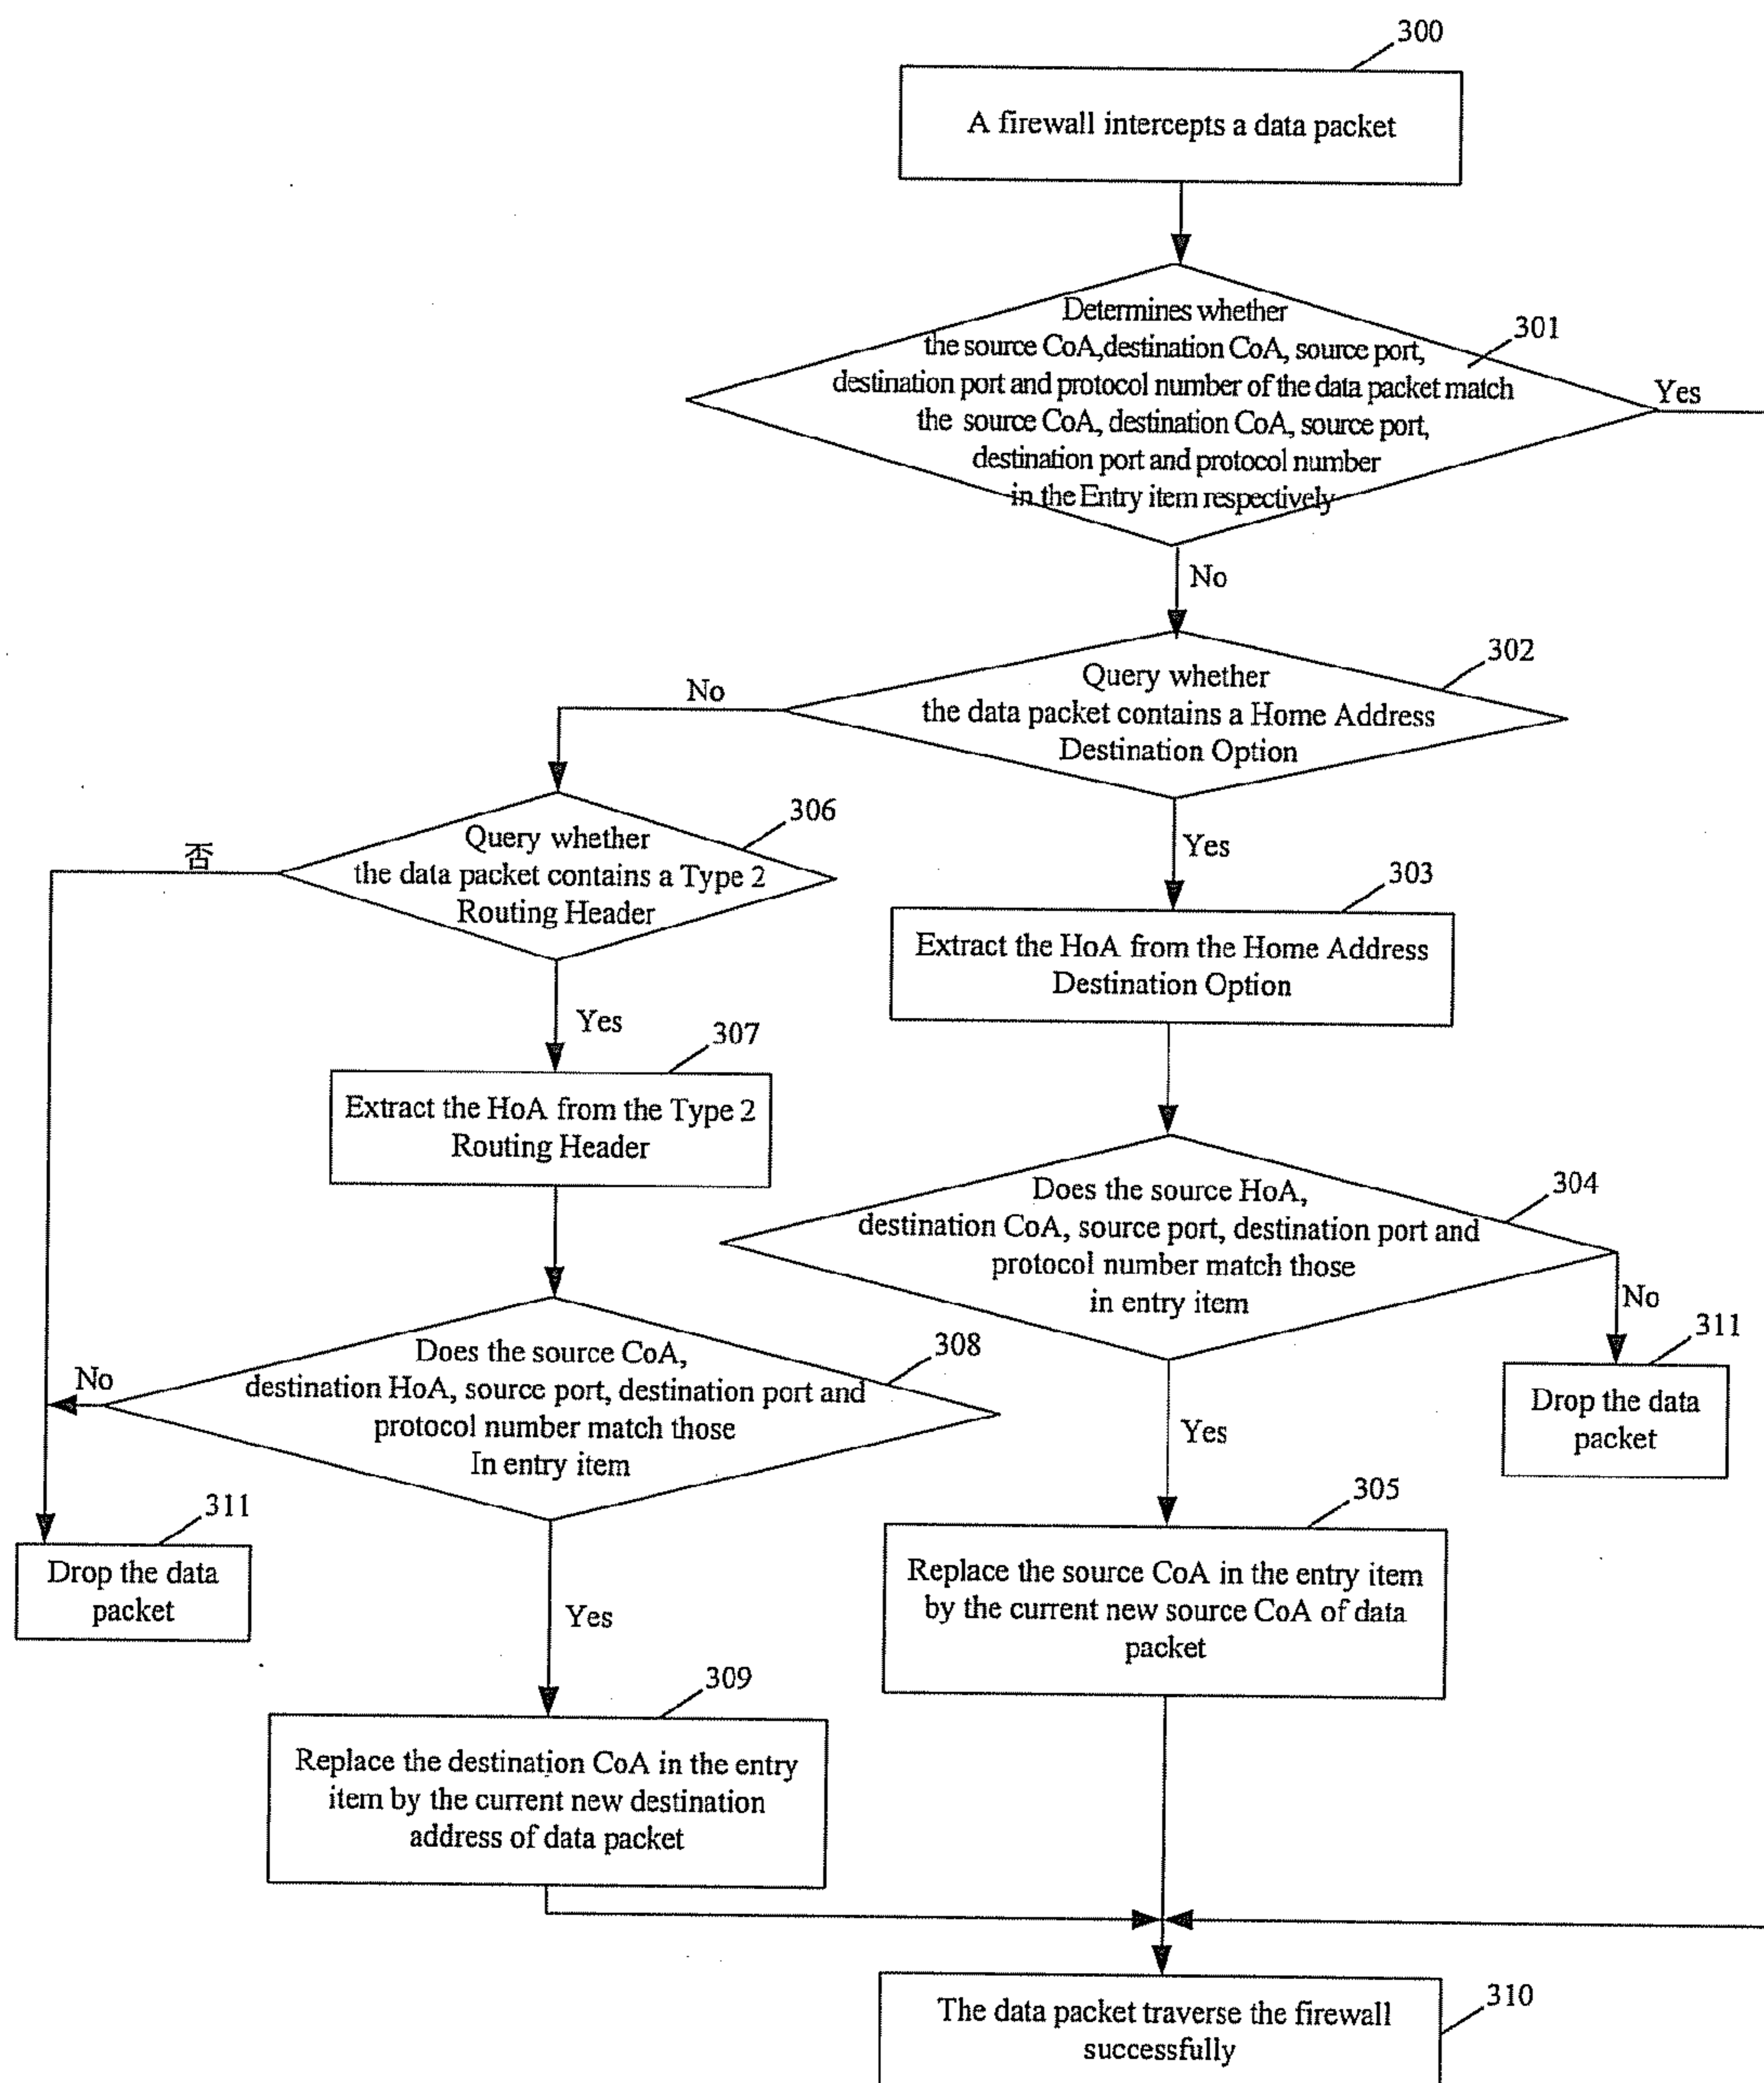 300
A firewall intercepts a data packet
Determines whether
the source CoA,destination CoA, source port,
destination port and protocol number of the data packet match
the source CoA, destination CoA, source port,
destination port and protocol number
in the Entry item respectively
301
Yes
No
302
Query whether
the data packet contains a Home Address
Destination Option
No
306
Query whether
the data packet contains a Type 2
Routing Header
否
Yes
303
Extract the HoA from the Home Address
Destination Option
Yes
307
Extract the HoA from the Type 2
Routing Header
304
Does the source HoA,
destination CoA, source port, destination port and
protocol number match those
in entry item
No
311
Drop the data
packet
308
Does the source CoA,
destination HoA, source port, destination port and
protocol number match those
In entry item
No
Yes
305
Replace the source CoA in the entry item
by the current new source CoA of data
packet
311
Drop the data
packet
Yes
309
Replace the destination CoA in the entry
item by the current new destination
address of data packet
310
The data packet traverse the firewall
successfully